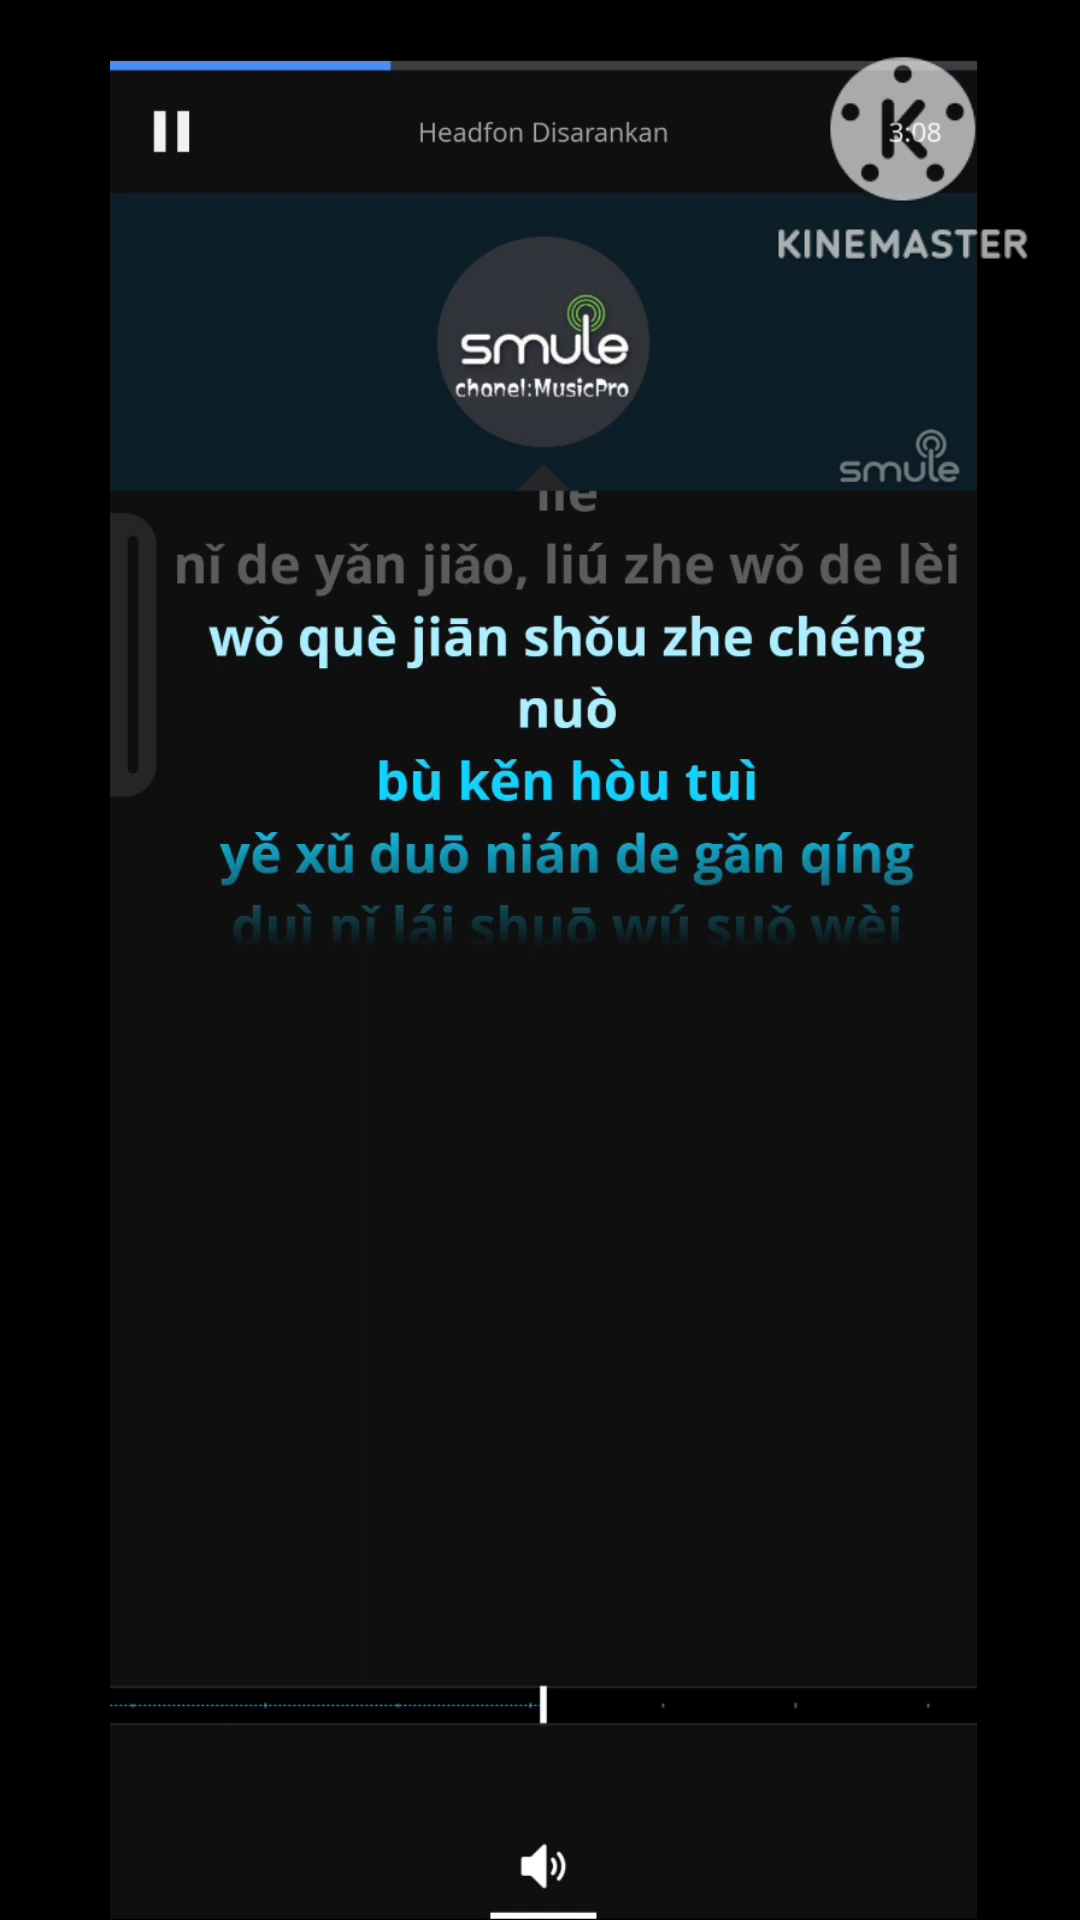 Headfon Disarankan
3:08
KINEMASTER
smule
chanel:MusicPro
smule
nǐ de yǎn jiǎo, liú zhe wǒ de lèi
wǒ què jiān shǒu zhe chéng
nuò
bù kěn hòu tuì
yě xǔ duō nián de gǎn qíng
duì nǐ lái shuō wú suǒ wèi